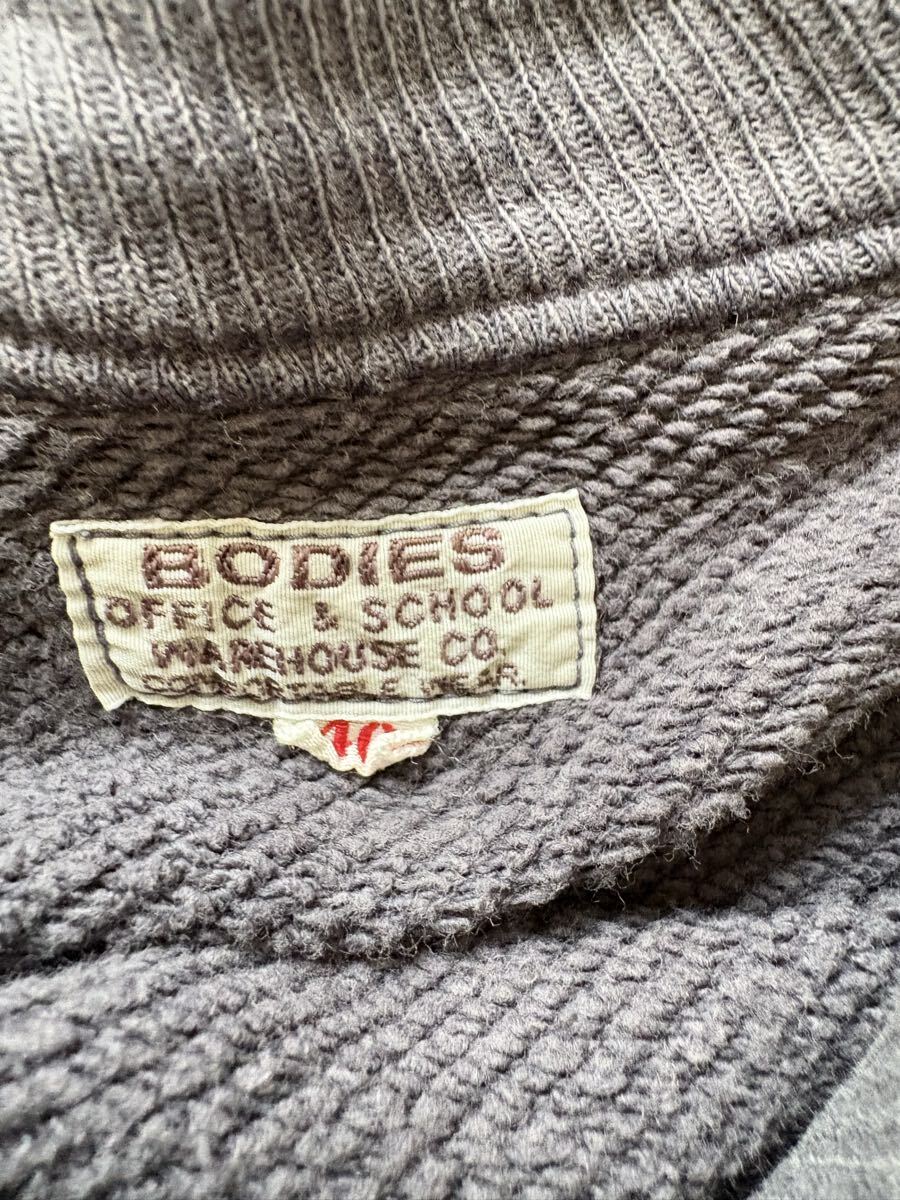 BODIES
OFFICE & SCHOOL
WAREHOUSE CO.
WEAR